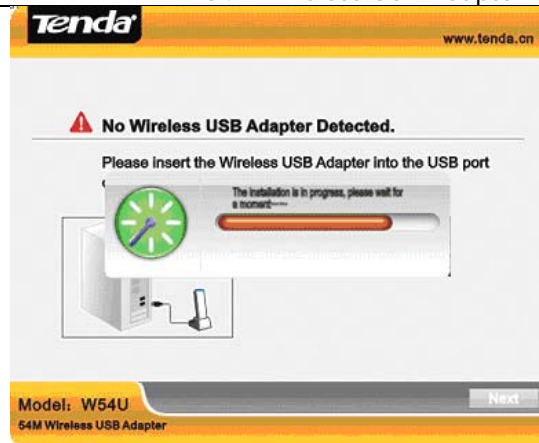 Tenda
www.tenda.cn
No Wireless USB Adapter Detected.
Please insert the Wireless USB Adapter into the USB port
The installation is in progress, please wait for
a moment
Model: W54U
Next
54M Wireless USB Adapter